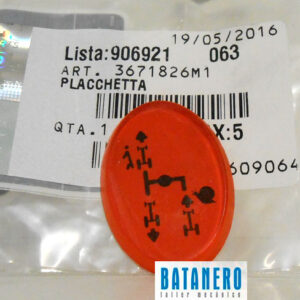 19/05/2016
Lista:906921 063
ART. 3671826M1
PLACCHETTA
QTA.1 X:5
609064
BATANERO
taller mecánico